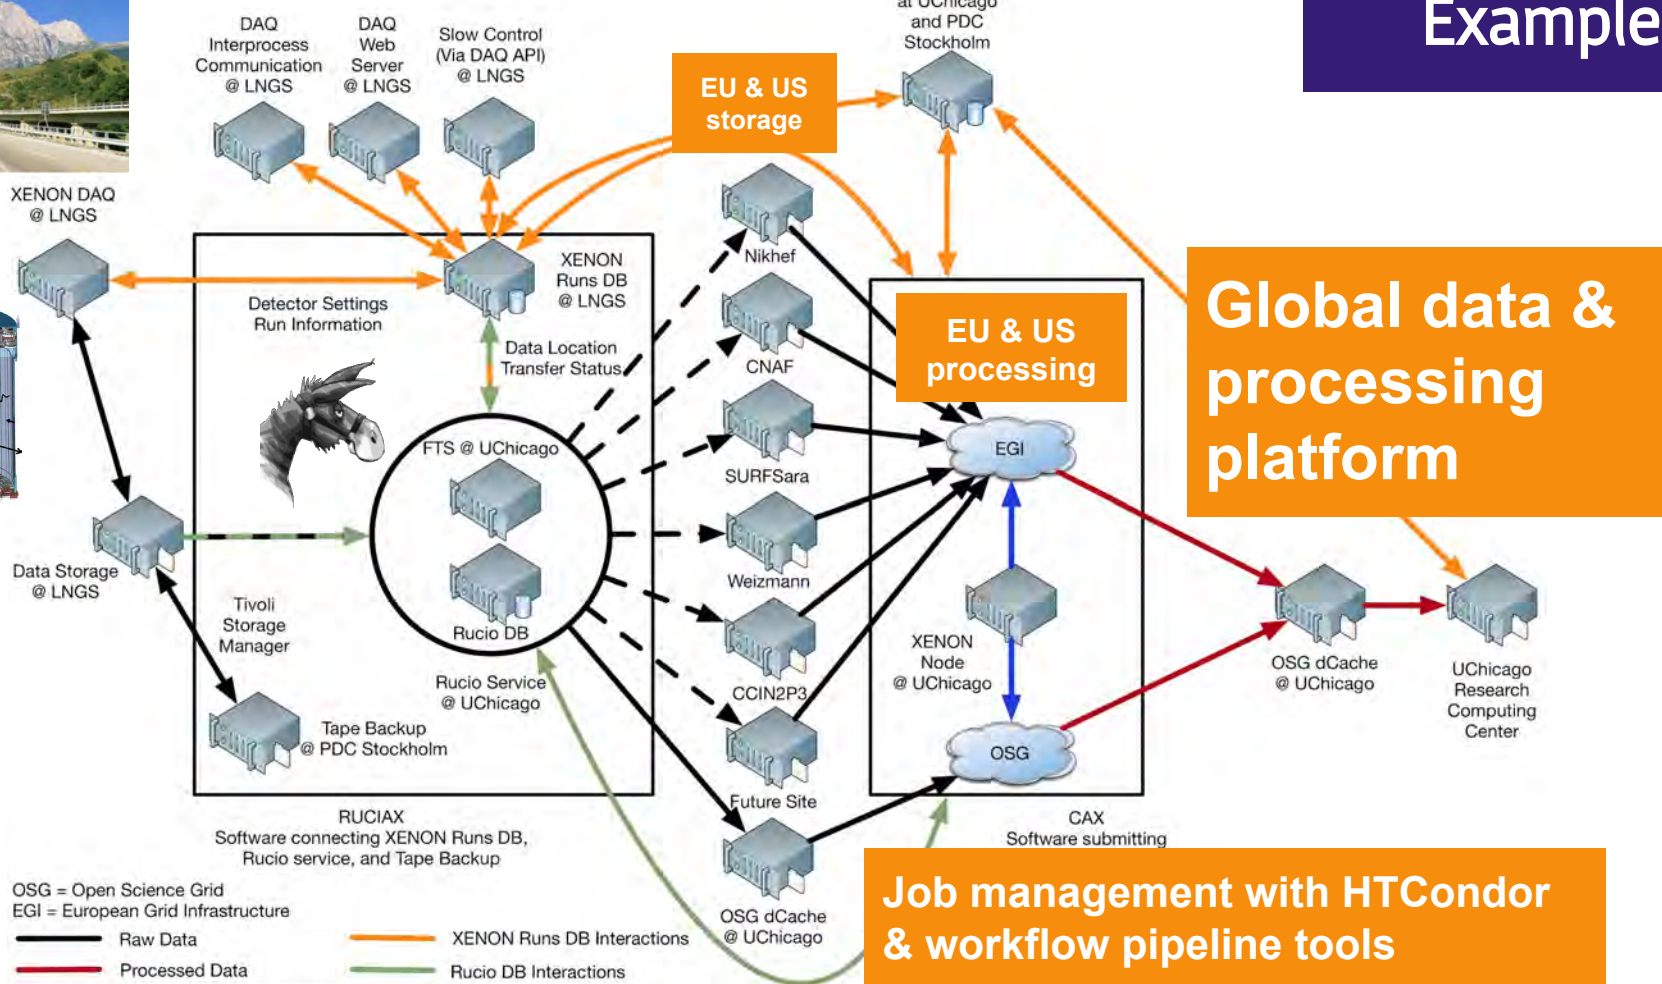 Example
at UChicago
and PDC
Stockholm
DAQ
Interprocess
Communication
@ LNGS
DAQ
Web
Server
@ LNGS
Slow Control
(Via DAQ API)
@ LNGS
EU & US
storage
XENON DAQ
@ LNGS
Detector Settings
Run Information
XENON
Runs DB
@ LNGS
Data Location
Transfer Status
Nikhef
CNAF
SURFSara
Weizmann
CCIN2P3
Future Site
OSG dCache
@ UChicago
EU & US
processing
Global data &
processing
platform
EGI
XENON
Node
@ UChicago
OSG
FTS @ UChicago
Rucio DB
Rucio Service
@ UChicago
Data Storage
@ LNGS
Tivoli
Storage
Manager
Tape Backup
@ PDC Stockholm
OSG dCache
@ UChicago
UChicago
Research
Computing
Center
RUCIAX
Software connecting XENON Runs DB,
Rucio service, and Tape Backup
CAX
Software submitting
Job management with HTCondor
& workflow pipeline tools
OSG = Open Science Grid
EGI = European Grid Infrastructure
Raw Data
Processed Data
XENON Runs DB Interactions
Rucio DB Interactions